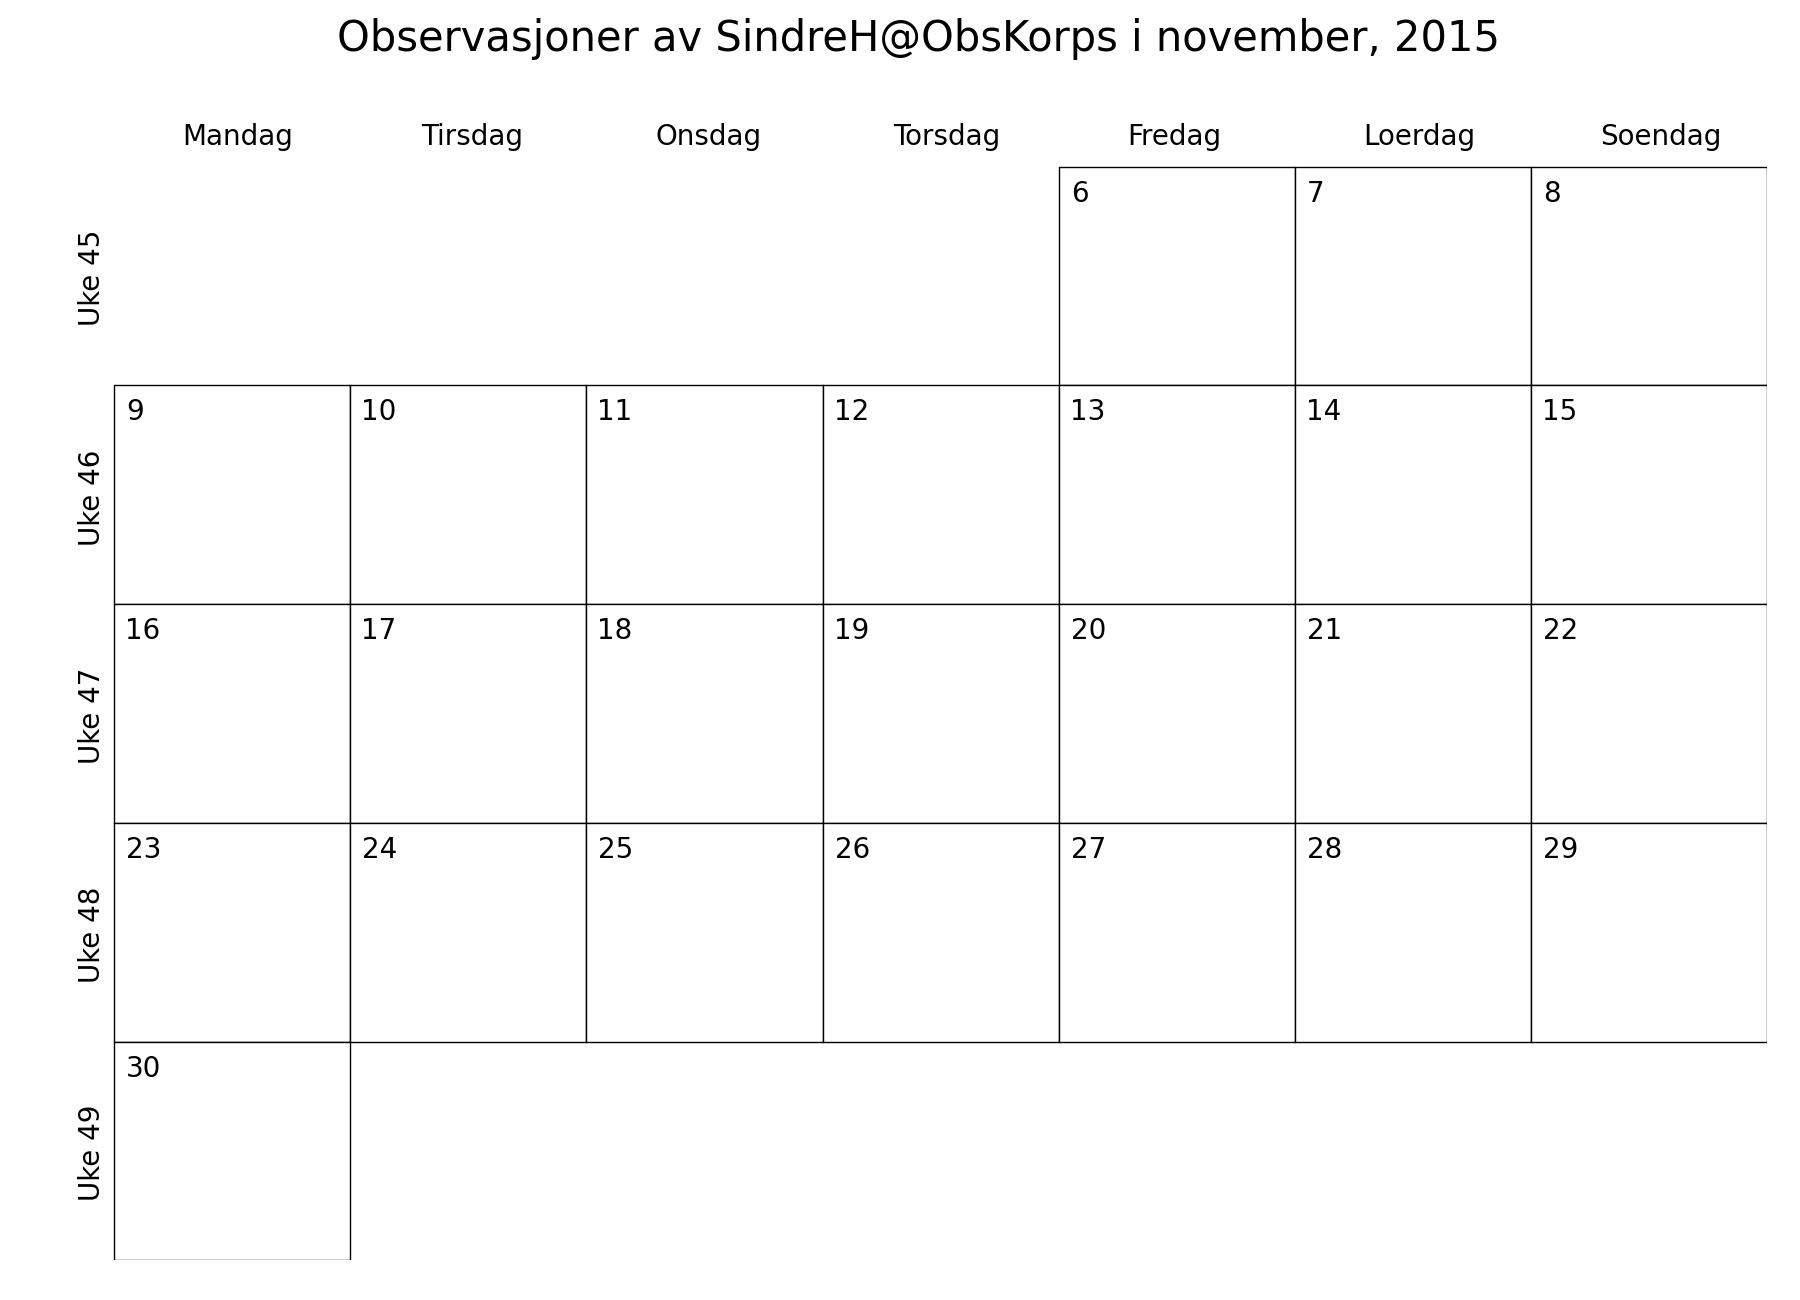 Observasjoner av SindreH@ObsKorps i november, 2015
Mandag Tirsdag Onsdag Torsdag Fredag Loerdag Soendag
Uke 45
6 7 8
Uke 46
9 10 11 12 13 14 15
Uke 47
16 17 18 19 20 21 22
Uke 48
23 24 25 26 27 28 29
Uke 49
30